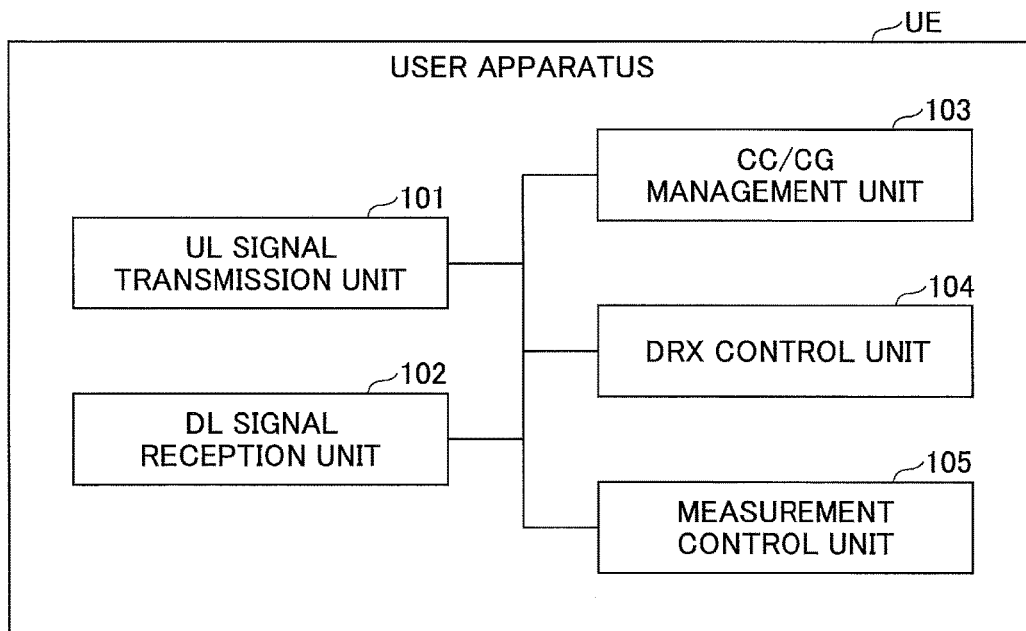 UE
USER APPARATUS
103
CC/CG
MANAGEMENT UNIT
101
UL SIGNAL
TRANSMISSION UNIT
104
DRX CONTROL UNIT
102
DL SIGNAL
RECEPTION UNIT
105
MEASUREMENT
CONTROL UNIT